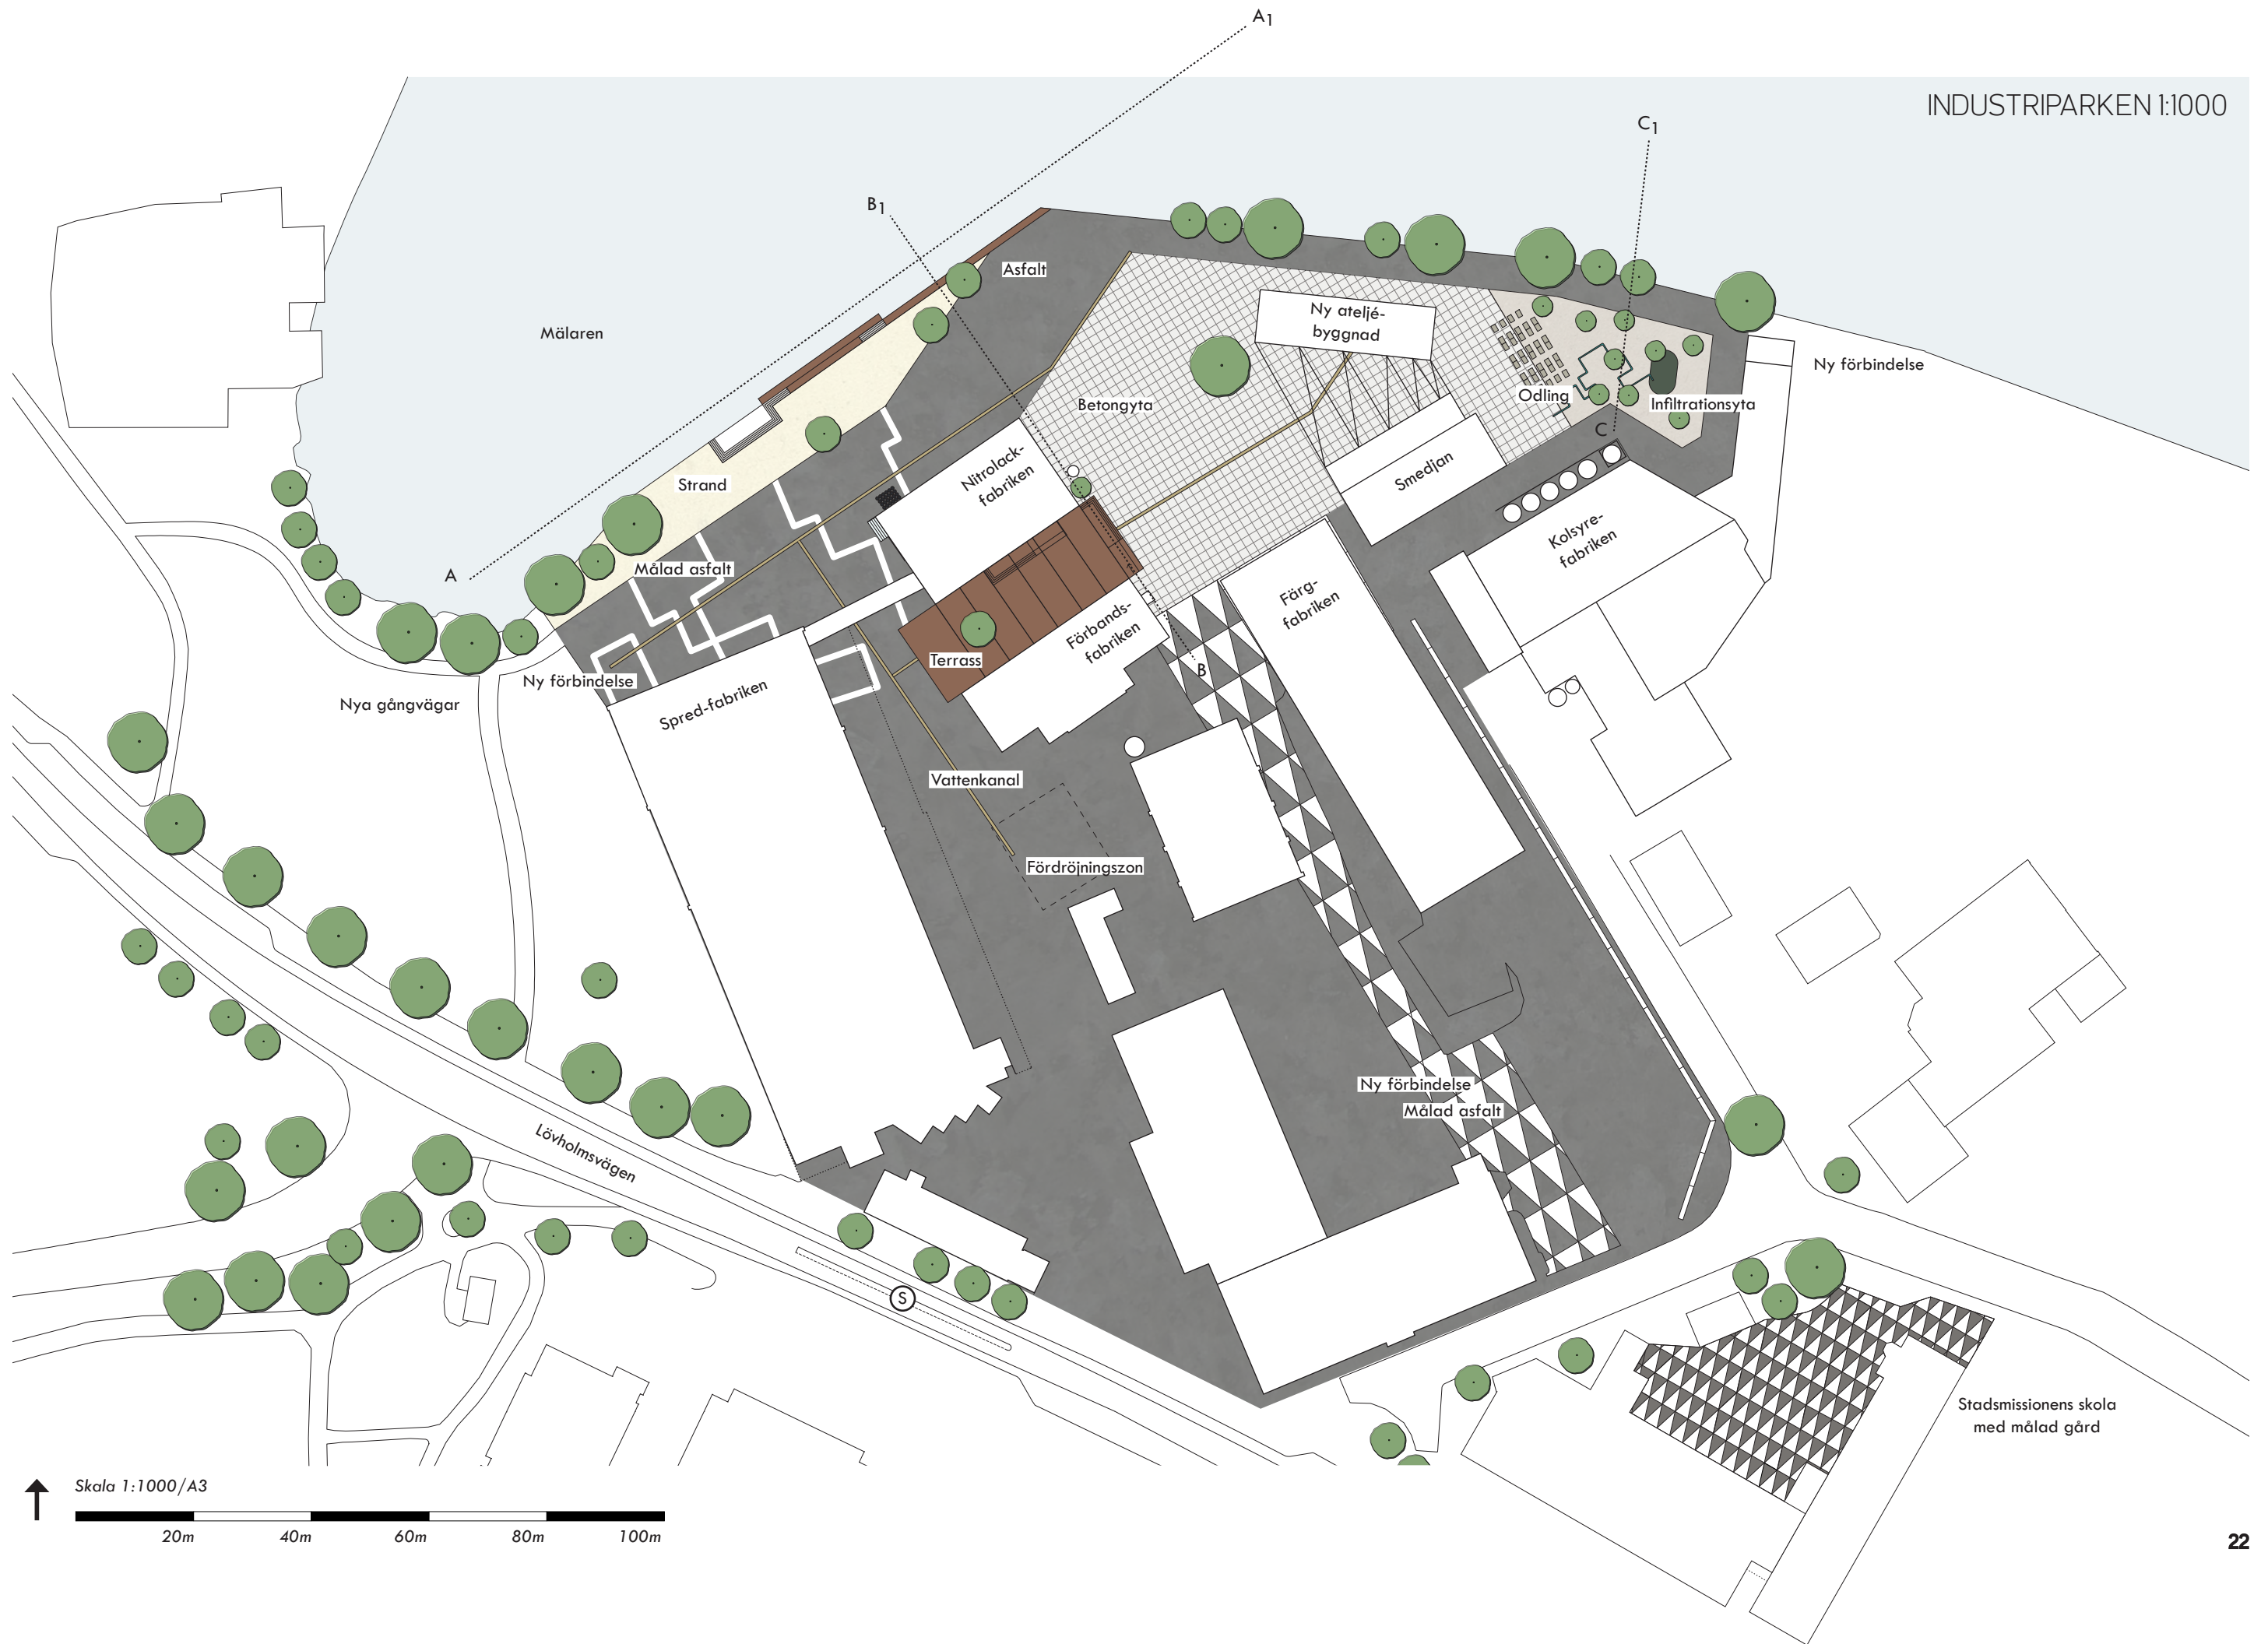 A1
INDUSTRIPARKEN 1:1000
C1
B1
Asfalt
Mälaren
Ny ateljé-
byggnad
Ny förbindelse
Betongyta
Odling
Infiltrationsyta
C
Nitrolack-
fabriken
Smedjan
Strand
Kolsyre-
fabriken
A
Målad asfalt
Färg-
fabriken
Förbands-
fabriken
Terrass
B
Ny förbindelse
Spred-fabriken
Nya gångvägar
Vattenkanal
Fördröjningszon
Ny förbindelse
Målad asfalt
Lövholmsvägen
S
Stadsmissionens skola
med målad gård
Skala 1:1000/A3
20m 40m 60m 80m 100m
22